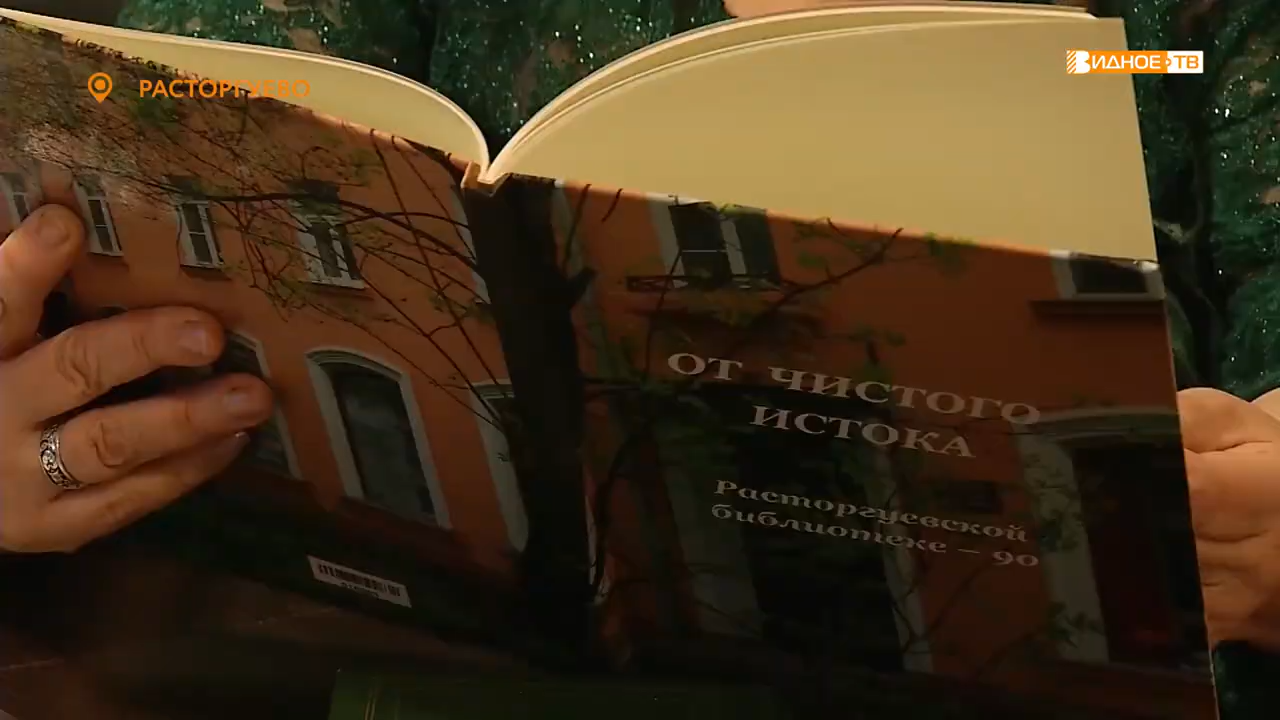 РАСТОРГУЕВО
ВИДНОЕ ТВ
ОТ ЧИСТОГО
ИСТОКА
Расторгуевской
библиотеке – 90